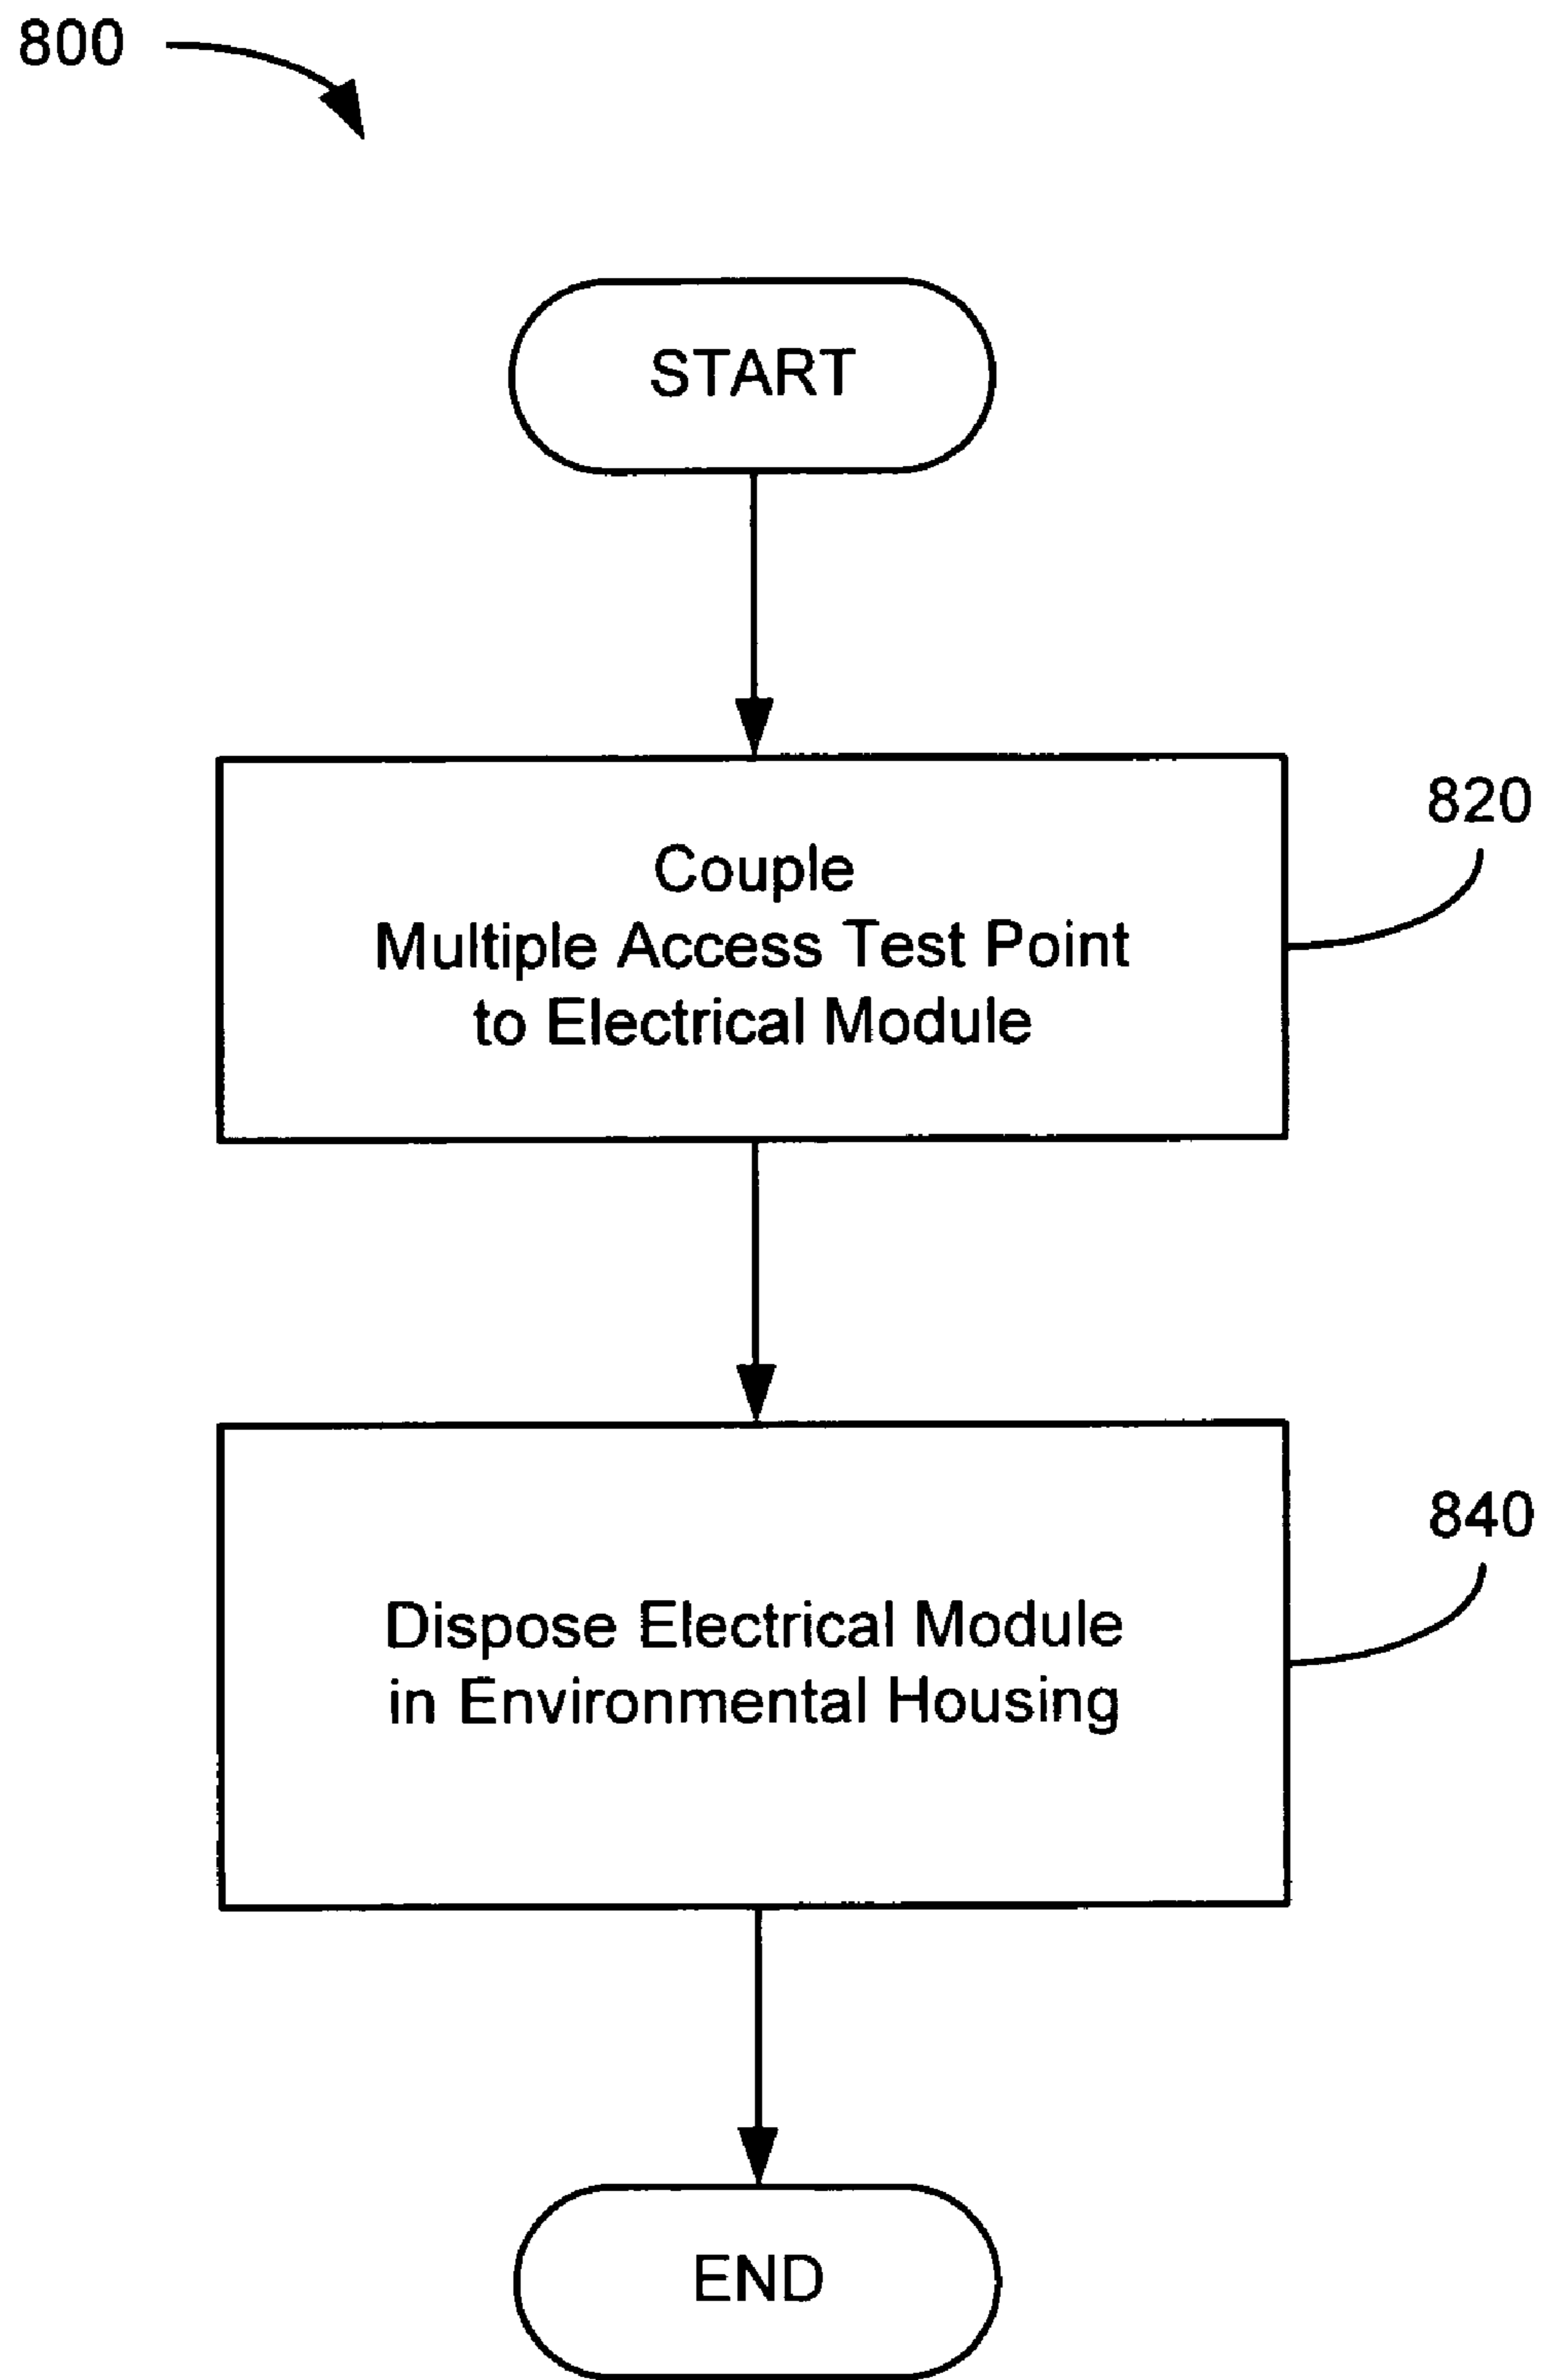 800
START
820
Couple
Multiple Access Test Point
to Electrical Module
840
Dispose Electrical Module
in Environmental Housing
END